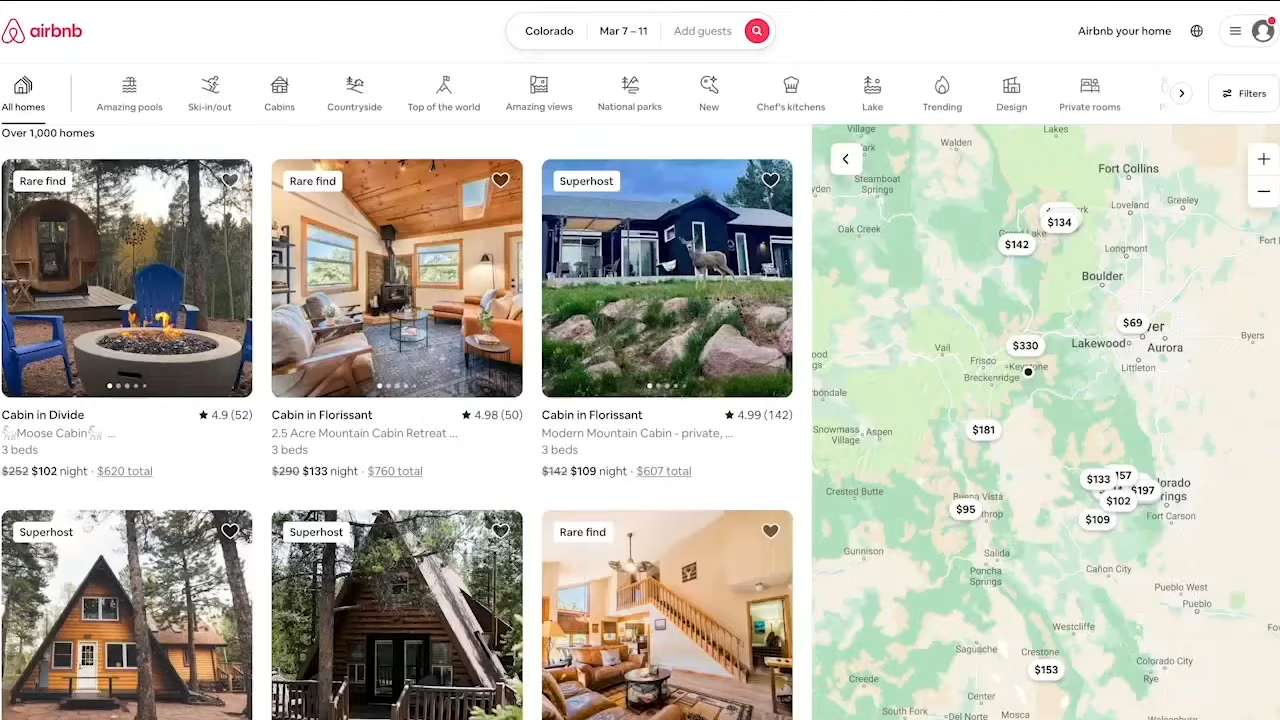 airbnb
Colorado
Mar 7 – 11
Add guests
Airbnb your home
All homes
Amazing pools
Ski-in/out
Cabins
Countryside
Top of the world
Amazing views
National parks
New
Chef's kitchens
Lake
Trending
Design
Private rooms
Filters
Over 1,000 homes
Rare find
Rare find
Superhost
Cabin in Divide
4.9 (52)
Moose Cabin ...
3 beds
$252 $102 night · $620 total
Cabin in Florissant
4.98 (50)
2.5 Acre Mountain Cabin Retreat ...
3 beds
$290 $133 night · $760 total
Cabin in Florissant
4.99 (142)
Modern Mountain Cabin - private, ...
3 beds
$142 $109 night · $607 total
Superhost
Superhost
Rare find
Village
Lakes
Walden
Fort Collins
Steamboat
Springs
Loveland
Greeley
$134
Oak Creek
Grand Lake
$142
Longmont
Boulder
$69
Byers
Vail
$330
Lakewood
Aurora
Frisco
Keystone
Breckenridge
Littleton
Snowmass
Village
Aspen
$181
Crested Butte
$133
157
$197
$102
Buena Vista
$95
$109
Fort Carson
Gunnison
Salida
Poncha
Springs
Cañon City
Pueblo West
Pueblo
Westcliffe
Saguache
Crestone
Colorado City
$153
Rye
Creede
Center
South Fork
Del Norte
Mosca
Walsenburg